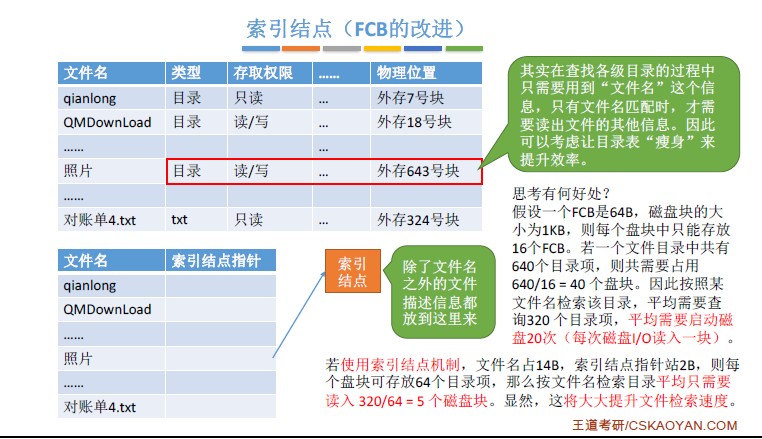 索引结点（FCB的改进）
文件名 类型 存取权限 …… 物理位置
qianlong 目录 只读 … 外存7号块
QMDownLoad 目录 读/写 … 外存18号块
…… …
照片 目录 读/写 … 外存643号块
…… …
对账单4.txt txt 只读 … 外存324号块
其实在查找各级目录的过程中
只需要用到“文件名”这个信
息，只有文件名匹配时，才需
要读出文件的其他信息。因此
可以考虑让目录表“瘦身”来
提升效率。
文件名 索引结点指针
qianlong
QMDownLoad
……
照片
……
对账单4.txt
索引
结点
除了文件名
之外的文件
描述信息都
放到这里来
思考有何好处？
假设一个FCB是64B，磁盘块的大
小为1KB，则每个盘块中只能存放
16个FCB。若一个文件目录中共有
640个目录项，则共需要占用
640/16 = 40 个盘块。因此按照某
文件名检索该目录，平均需要查
询320 个目录项，平均需要启动磁
盘20次（每次磁盘I/O读入一块）。
若使用索引结点机制，文件名占14B，索引结点指针站2B，则每
个盘块可存放64个目录项，那么按文件名检索目录平均只需要
读入 320/64 = 5 个磁盘块。显然，这将大大提升文件检索速度。
王道考研/CSKAOYAN.COM